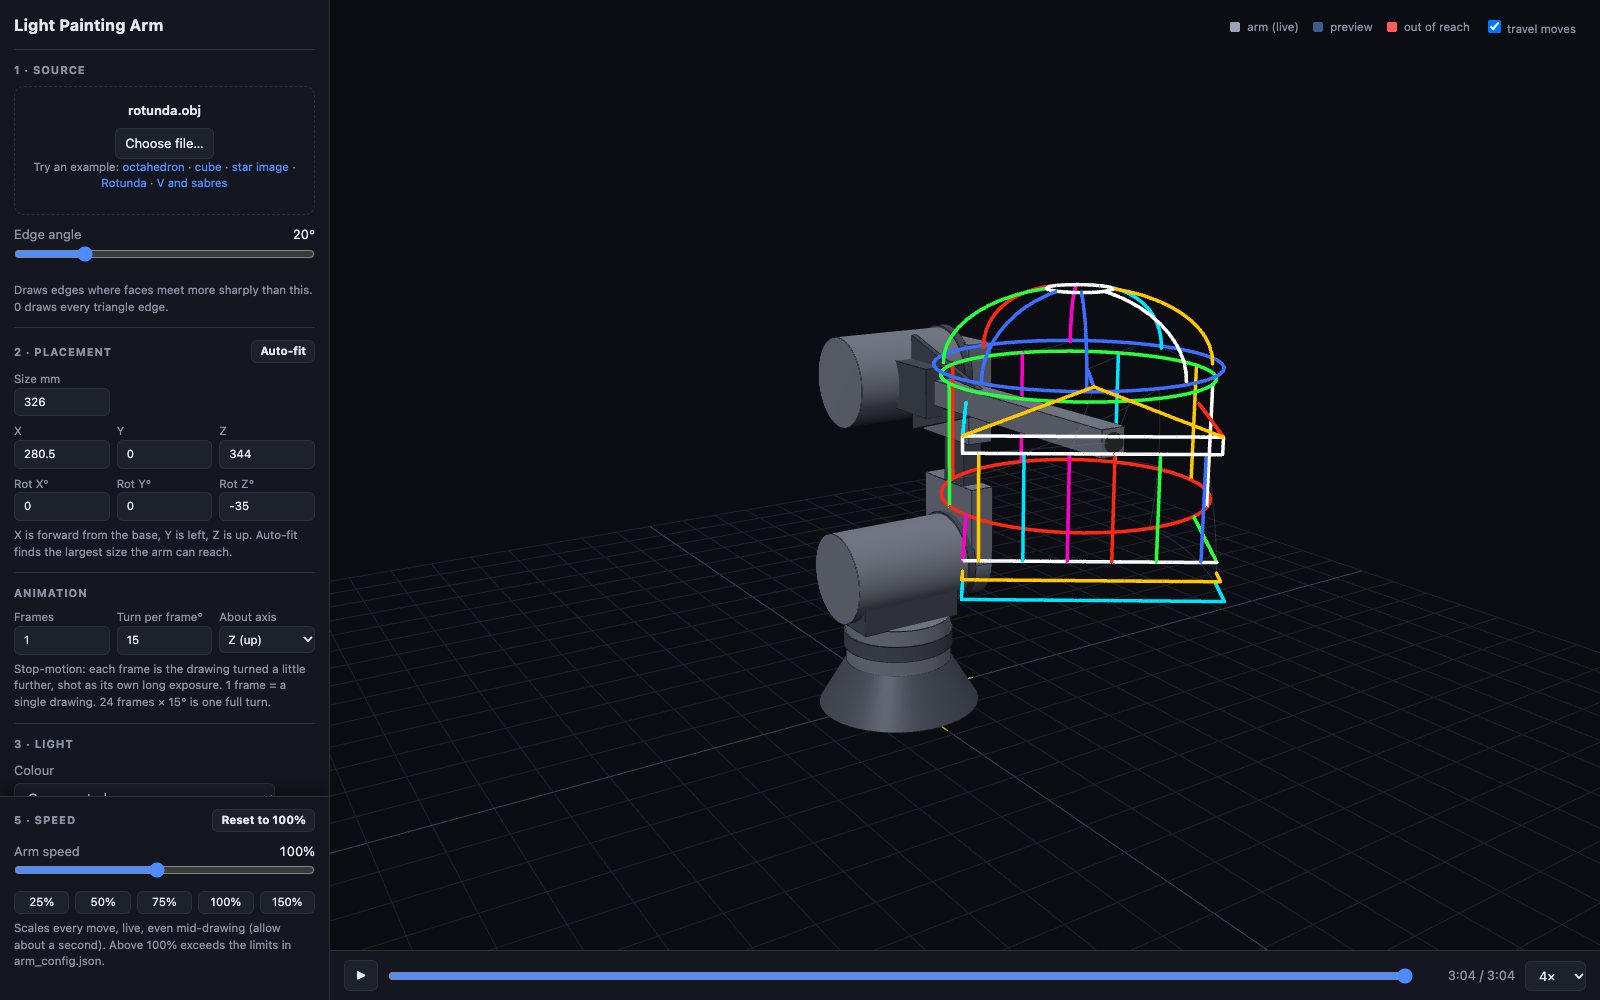 Light Painting Arm
1 · SOURCE
rotunda.obj
Choose file...
Try an example: octahedron · cube · star image ·
Rotunda · V and sabres
Edge angle 20°
Draws edges where faces meet more sharply than this.
0 draws every triangle edge.
2 · PLACEMENT Auto-fit
Size mm
326
X Y Z
280.5 0 344
Rot X° Rot Y° Rot Z°
0 0 -35
X is forward from the base, Y is left, Z is up. Auto-fit
finds the largest size the arm can reach.
ANIMATION
Frames Turn per frame° About axis
1 15 Z (up)
Stop-motion: each frame is the drawing turned a little
further, shot as its own long exposure. 1 frame = a
single drawing. 24 frames × 15° is one full turn.
3 · LIGHT
Colour
5 · SPEED Reset to 100%
Arm speed 100%
25% 50% 75% 100% 150%
Scales every move, live, even mid-drawing (allow
about a second). Above 100% exceeds the limits in
arm_config.json.
arm (live) preview out of reach travel moves
3:04 / 3:04 4×